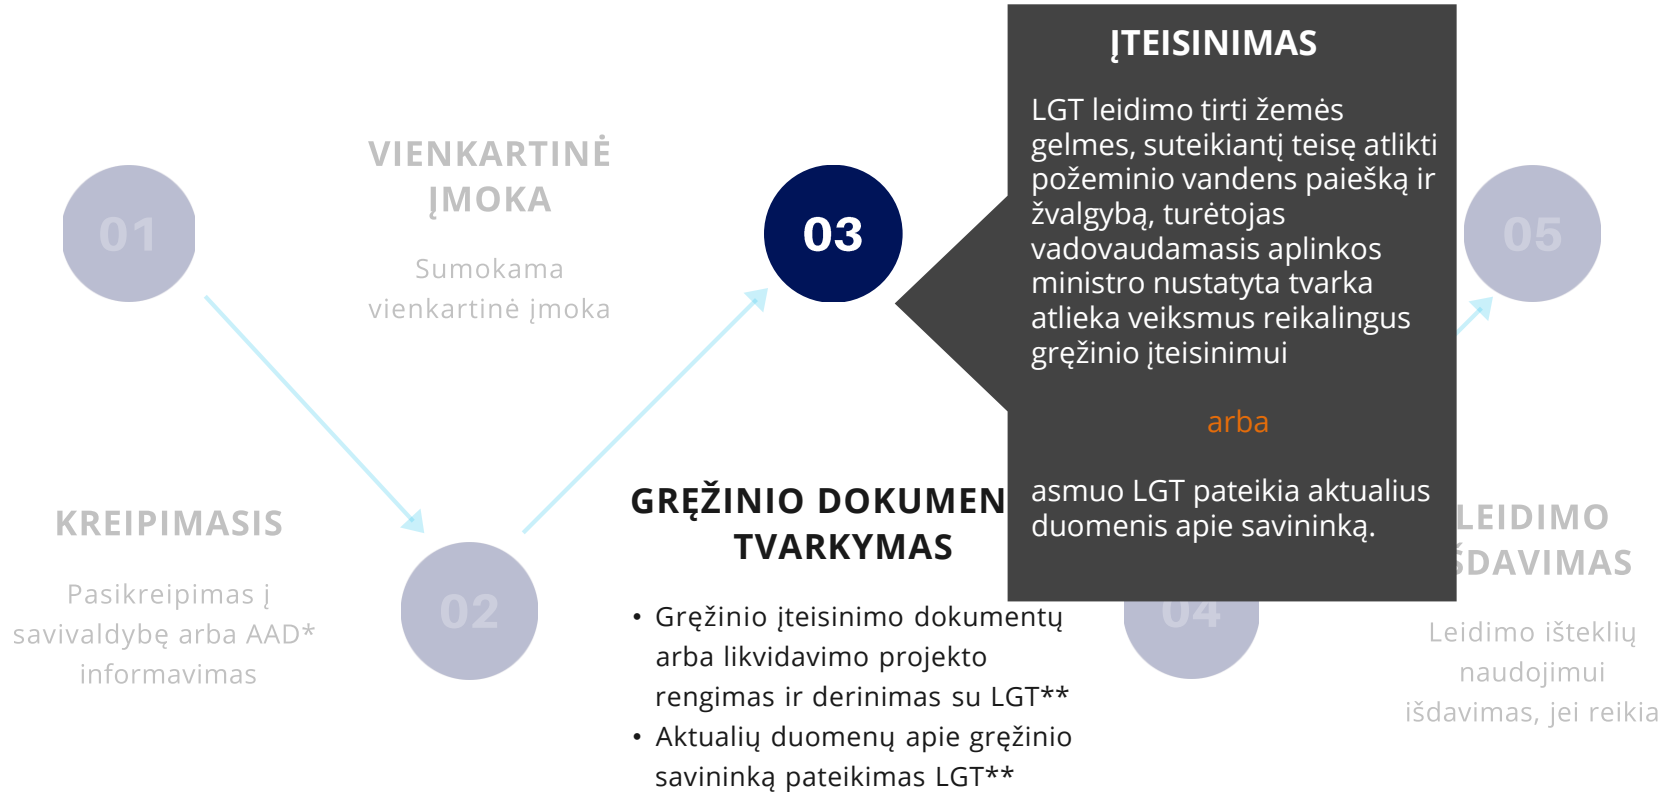 01
KREIPIMASIS
Pasikreipimas į
savivaldybę arba AAD*
informavimas
VIENKARTINĖ
ĮMOKA
Sumokama
vienkartinė įmoka
02
03
GRĘŽINIO DOKUMEN
TVARKYMAS
• Gręžinio įteisinimo dokumentų
arba likvidavimo projekto
rengimas ir derinimas su LGT**
• Aktualių duomenų apie gręžinio
savininką pateikimas LGT**
ĮTEISINIMAS
LGT leidimo tirti žemės
gelmes, suteikiantį teisę atlikti
požeminio vandens paiešką ir
žvalgybą, turėtojas
vadovaudamasis aplinkos
ministro nustatyta tvarka
atlieka veiksmus reikalingus
gręžinio įteisinimui
arba
asmuo LGT pateikia aktualius
duomenis apie savininką.
04
05
LEIDIMO
ŠDAVIMAS
Leidimo išteklių
naudojimui
išdavimas, jei reikia